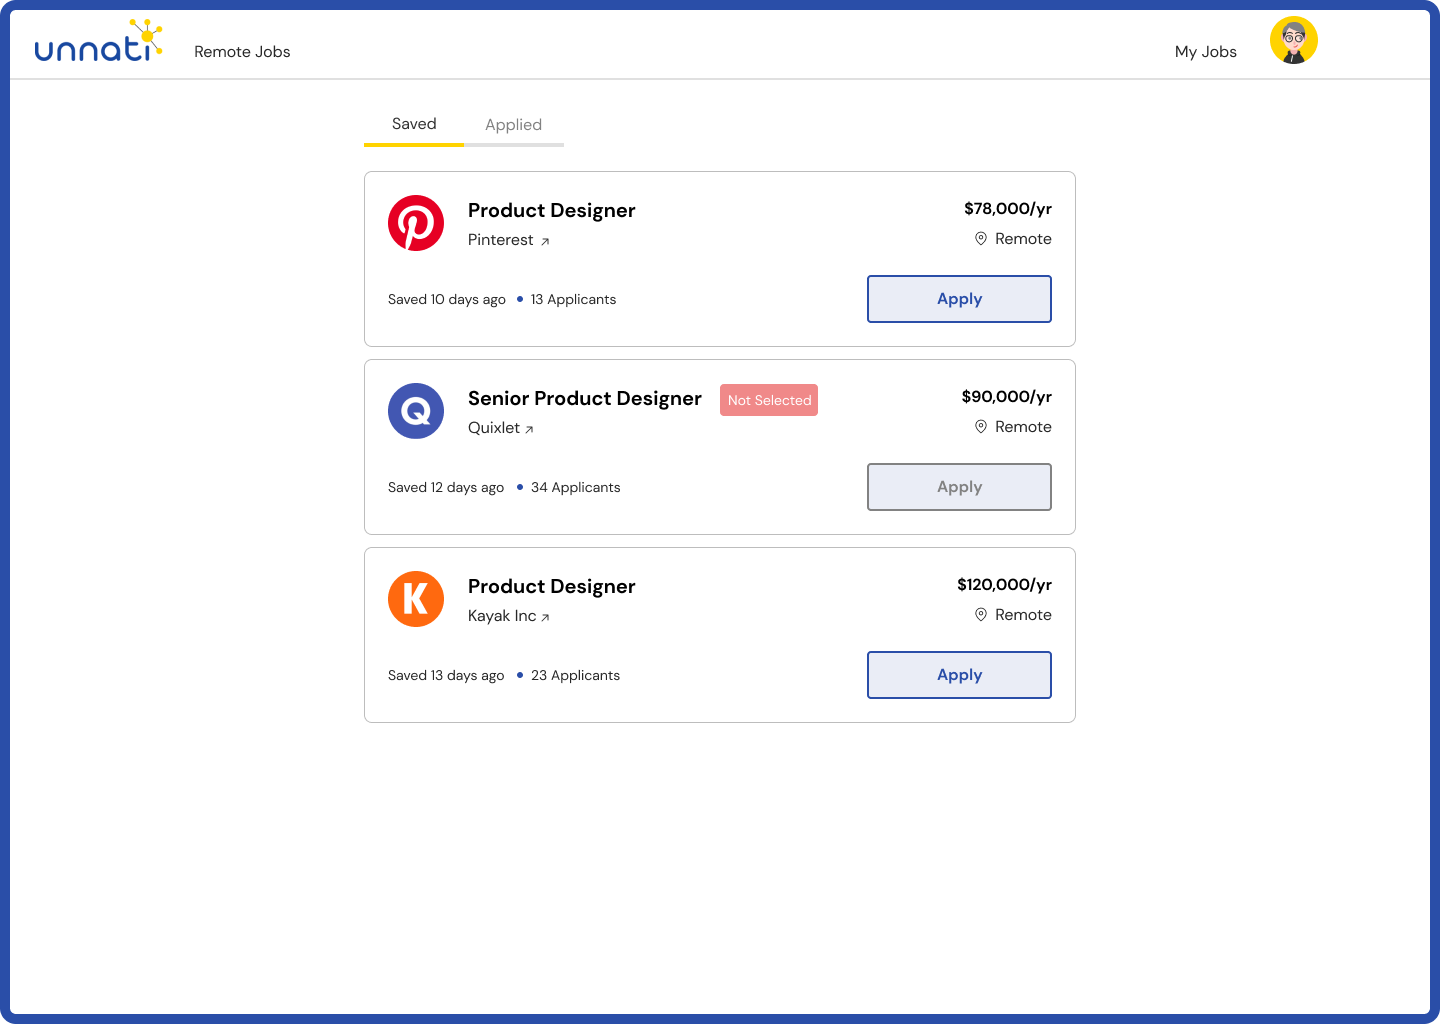 unnati
Remote Jobs
My Jobs
Saved
Applied
Product Designer
$78,000/yr
Pinterest ↗
Remote
Saved 10 days ago • 13 Applicants
Apply
Senior Product Designer
Not Selected
$90,000/yr
Quixlet ↗
Remote
Saved 12 days ago • 34 Applicants
Apply
K
Product Designer
$120,000/yr
Kayak Inc ↗
Remote
Saved 13 days ago • 23 Applicants
Apply